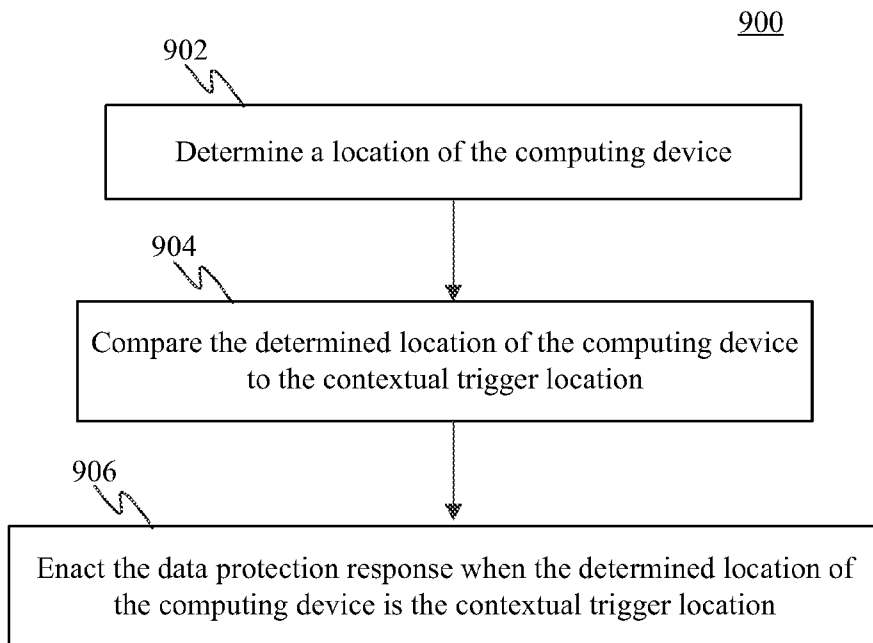 900
902
Determine a location of the computing device
904
Compare the determined location of the computing device
to the contextual trigger location
906
Enact the data protection response when the determined location of
the computing device is the contextual trigger location